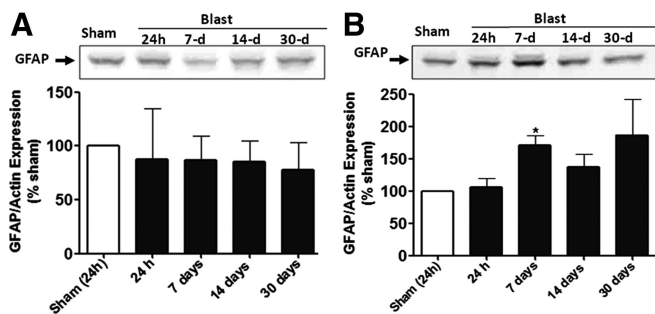 A
Blast
Sham 24h 7-d 14-d 30-d
GFAP
GFAP/Actin Expression
(% sham)
150
100
50
0
Sham (24h) 24 h 7 days 14 days 30 days
B
Blast
Sham 24h 7-d 14-d 30-d
GFAP
GFAP/Actin Expression
(% sham)
250
200
150
100
50
0
*
Sham (24h) 24 h 7 days 14 days 30 days